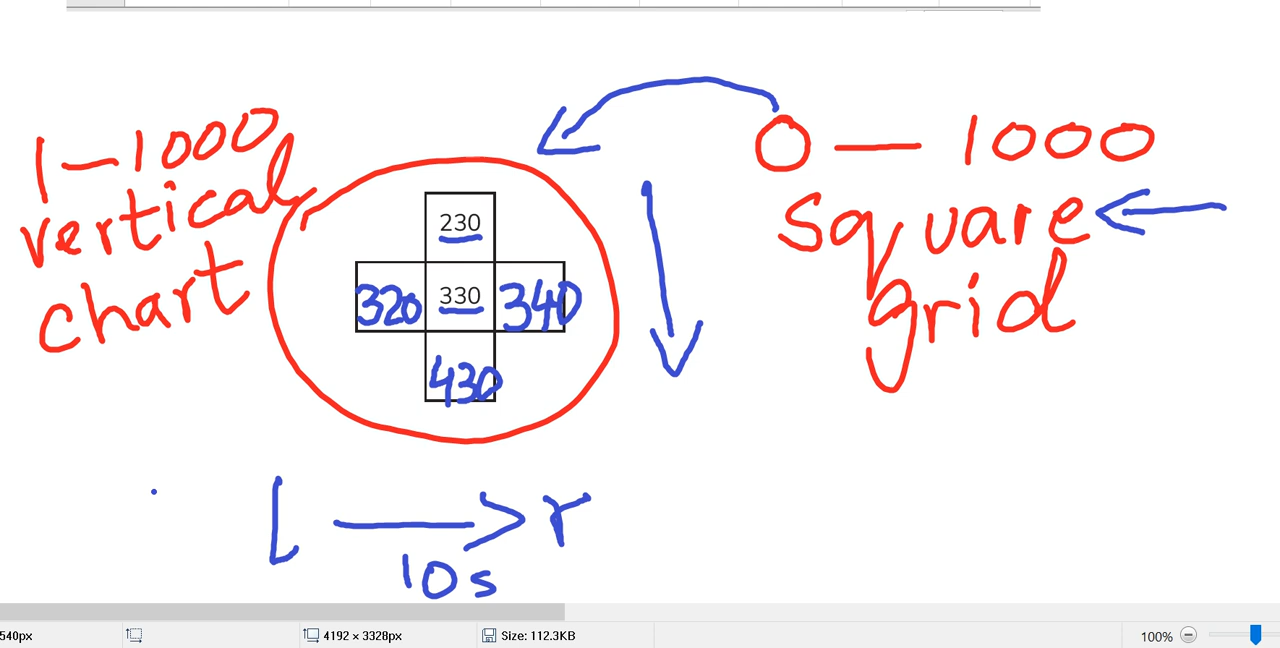 1 — 1000
vertical
chart
0 — 1000
square
grid
230
320 330 340
430
l → r
10s
540px
4192 × 3328px
Size: 112.3KB
100%